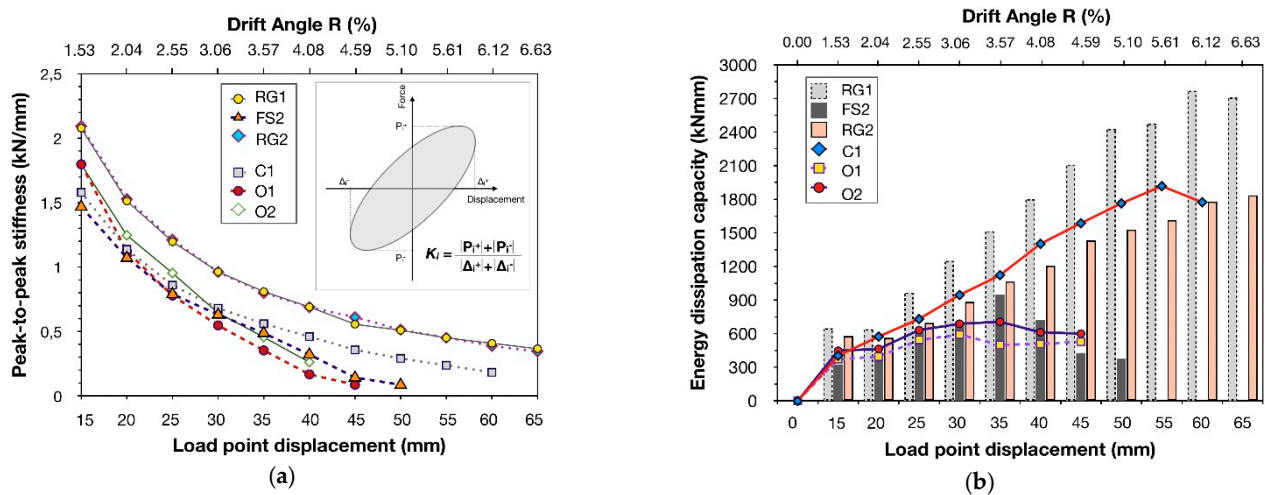 Drift Angle R (%)
1.53 2.04 2.55 3.06 3.57 4.08 4.59 5.10 5.61 6.12 6.63
Peak-to-peak stiffness (kN/mm)
2,5
2
1,5
1
0,5
0
RG1
FS2
RG2
C1
O1
O2
Force
Pi+
Δi-
Δi+
Displacement
Pi-
Ki = |Pi+|+|Pi-| / |Δi+|+|Δi-|
15 20 25 30 35 40 45 50 55 60 65
Load point displacement (mm)
(a)
Drift Angle R (%)
0.00 1.53 2.04 2.55 3.06 3.57 4.08 4.59 5.10 5.61 6.12 6.63
Energy dissipation capacity (kNmm)
3000
2700
2400
2100
1800
1500
1200
900
600
300
0
RG1
FS2
RG2
C1
O1
O2
0 15 20 25 30 35 40 45 50 55 60 65
Load point displacement (mm)
(b)